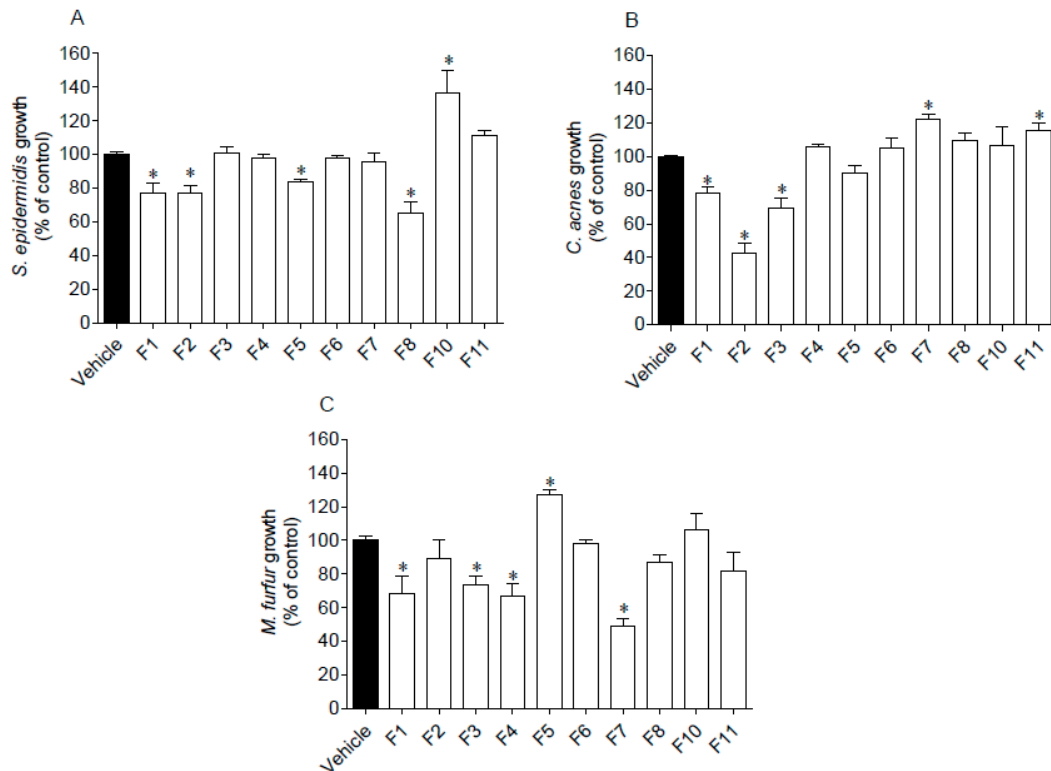 A
S. epidermidis growth
(% of control)
160
140
120
100
80
60
40
20
0
*
*
*
*
*
Vehicle
F1
F2
F3
F4
F5
F6
F7
F8
F10
F11
B
C. acnes growth
(% of control)
160
140
120
100
80
60
40
20
0
*
*
*
*
*
Vehicle
F1
F2
F3
F4
F5
F6
F7
F8
F10
F11
C
M. furfur growth
(% of control)
160
140
120
100
80
60
40
20
0
*
*
*
*
*
Vehicle
F1
F2
F3
F4
F5
F6
F7
F8
F10
F11